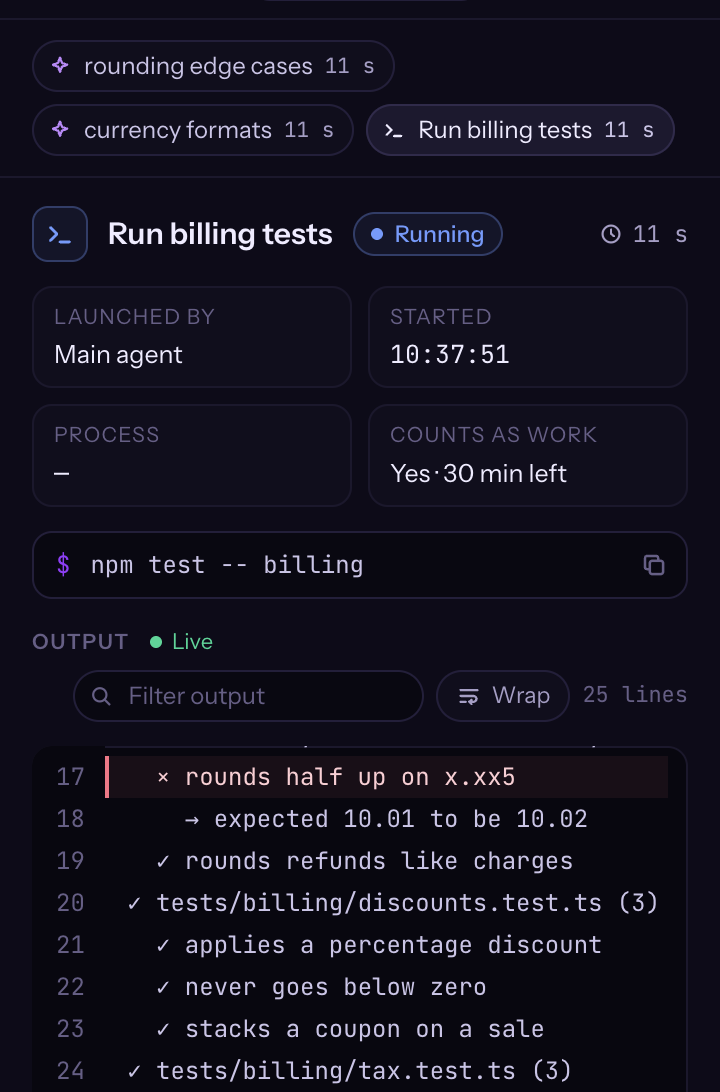 rounding edge cases 11 s
currency formats 11 s
Run billing tests 11 s
Run billing tests
Running
11 s
LAUNCHED BY
Main agent
STARTED
10:37:51
PROCESS
—
COUNTS AS WORK
Yes · 30 min left
$ npm test -- billing
OUTPUT
Live
Filter output
Wrap
25 lines
17 × rounds half up on x.xx5
18 → expected 10.01 to be 10.02
19 ✓ rounds refunds like charges
20 ✓ tests/billing/discounts.test.ts (3)
21 ✓ applies a percentage discount
22 ✓ never goes below zero
23 ✓ stacks a coupon on a sale
24 ✓ tests/billing/tax.test.ts (3)